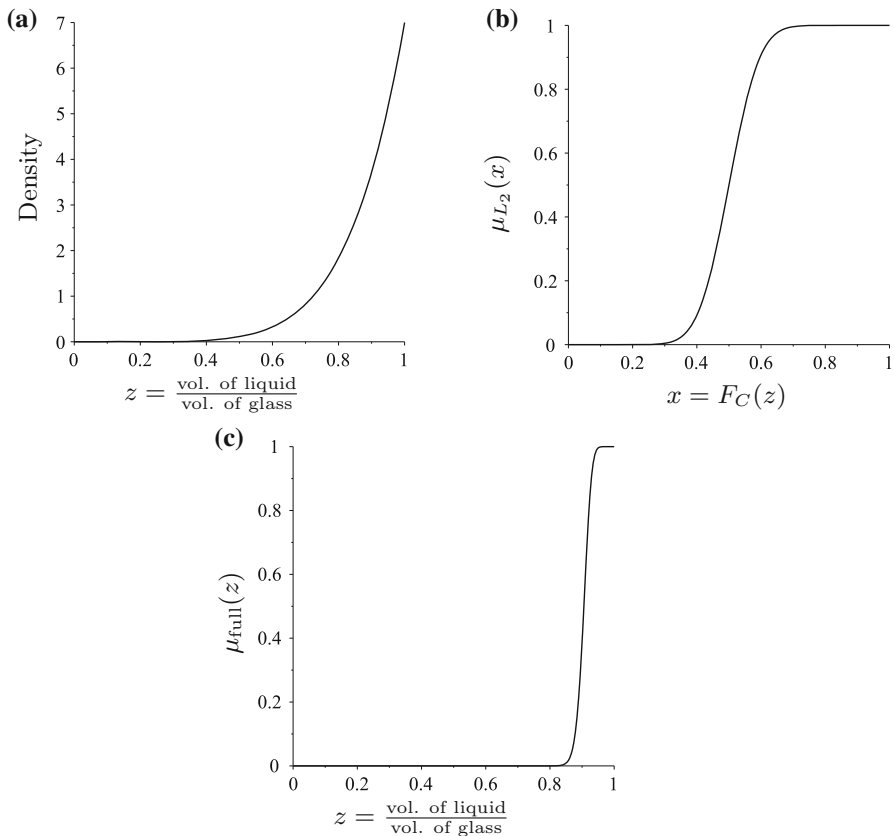 (a)
7
6
5
4
3
2
1
0
Density
0 0.2 0.4 0.6 0.8 1
z = vol. of liquid / vol. of glass
(b)
1
0.8
0.6
0.4
0.2
0
μ_{L_2}(x)
0 0.2 0.4 0.6 0.8 1
x = F_C(z)
(c)
1
0.8
0.6
0.4
0.2
0
μ_{full}(z)
0 0.2 0.4 0.6 0.8 1
z = vol. of liquid / vol. of glass